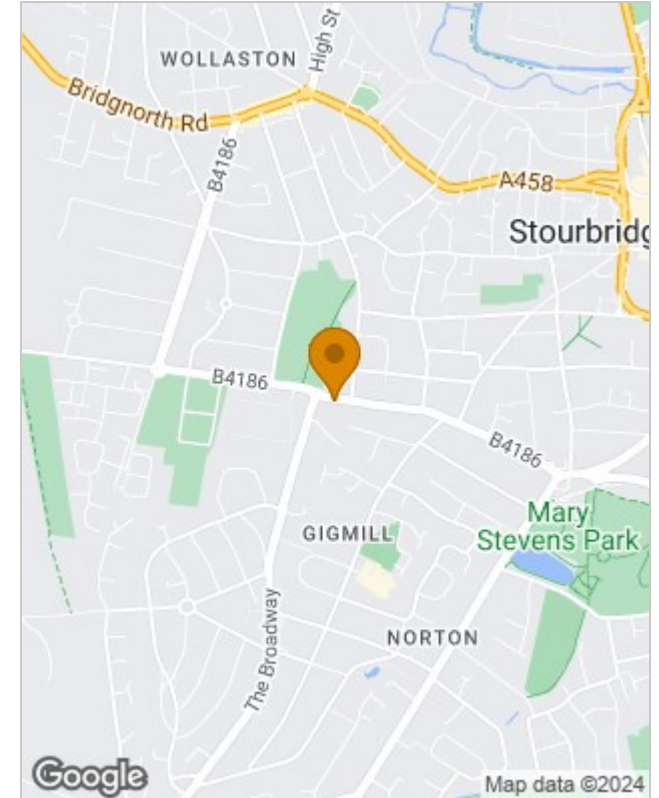 WOLLASTON
High St
Bridgnorth Rd
B4186
A458
Stourbridg
B4186
B4186
Mary
Stevens Park
GIGMILL
NORTON
The Broadway
Google
Map data ©2024